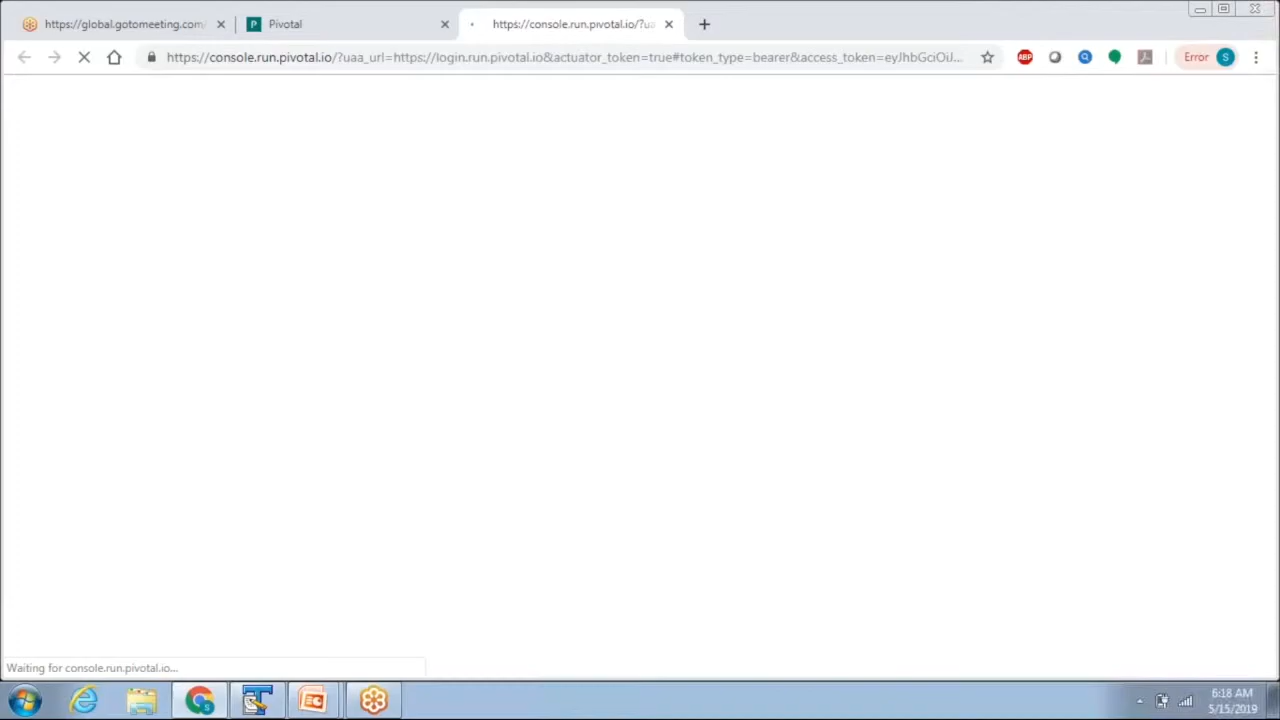 https://global.gotomeeting.com/
Pivotal
https://console.run.pivotal.io/?ua
https://console.run.pivotal.io/?uaa_url=https://login.run.pivotal.io&actuator_token=true#token_type=bearer&access_token=eyJhbGciOiJ...
ABP
Error S
Waiting for console.run.pivotal.io...
6:18 AM
5/15/2019